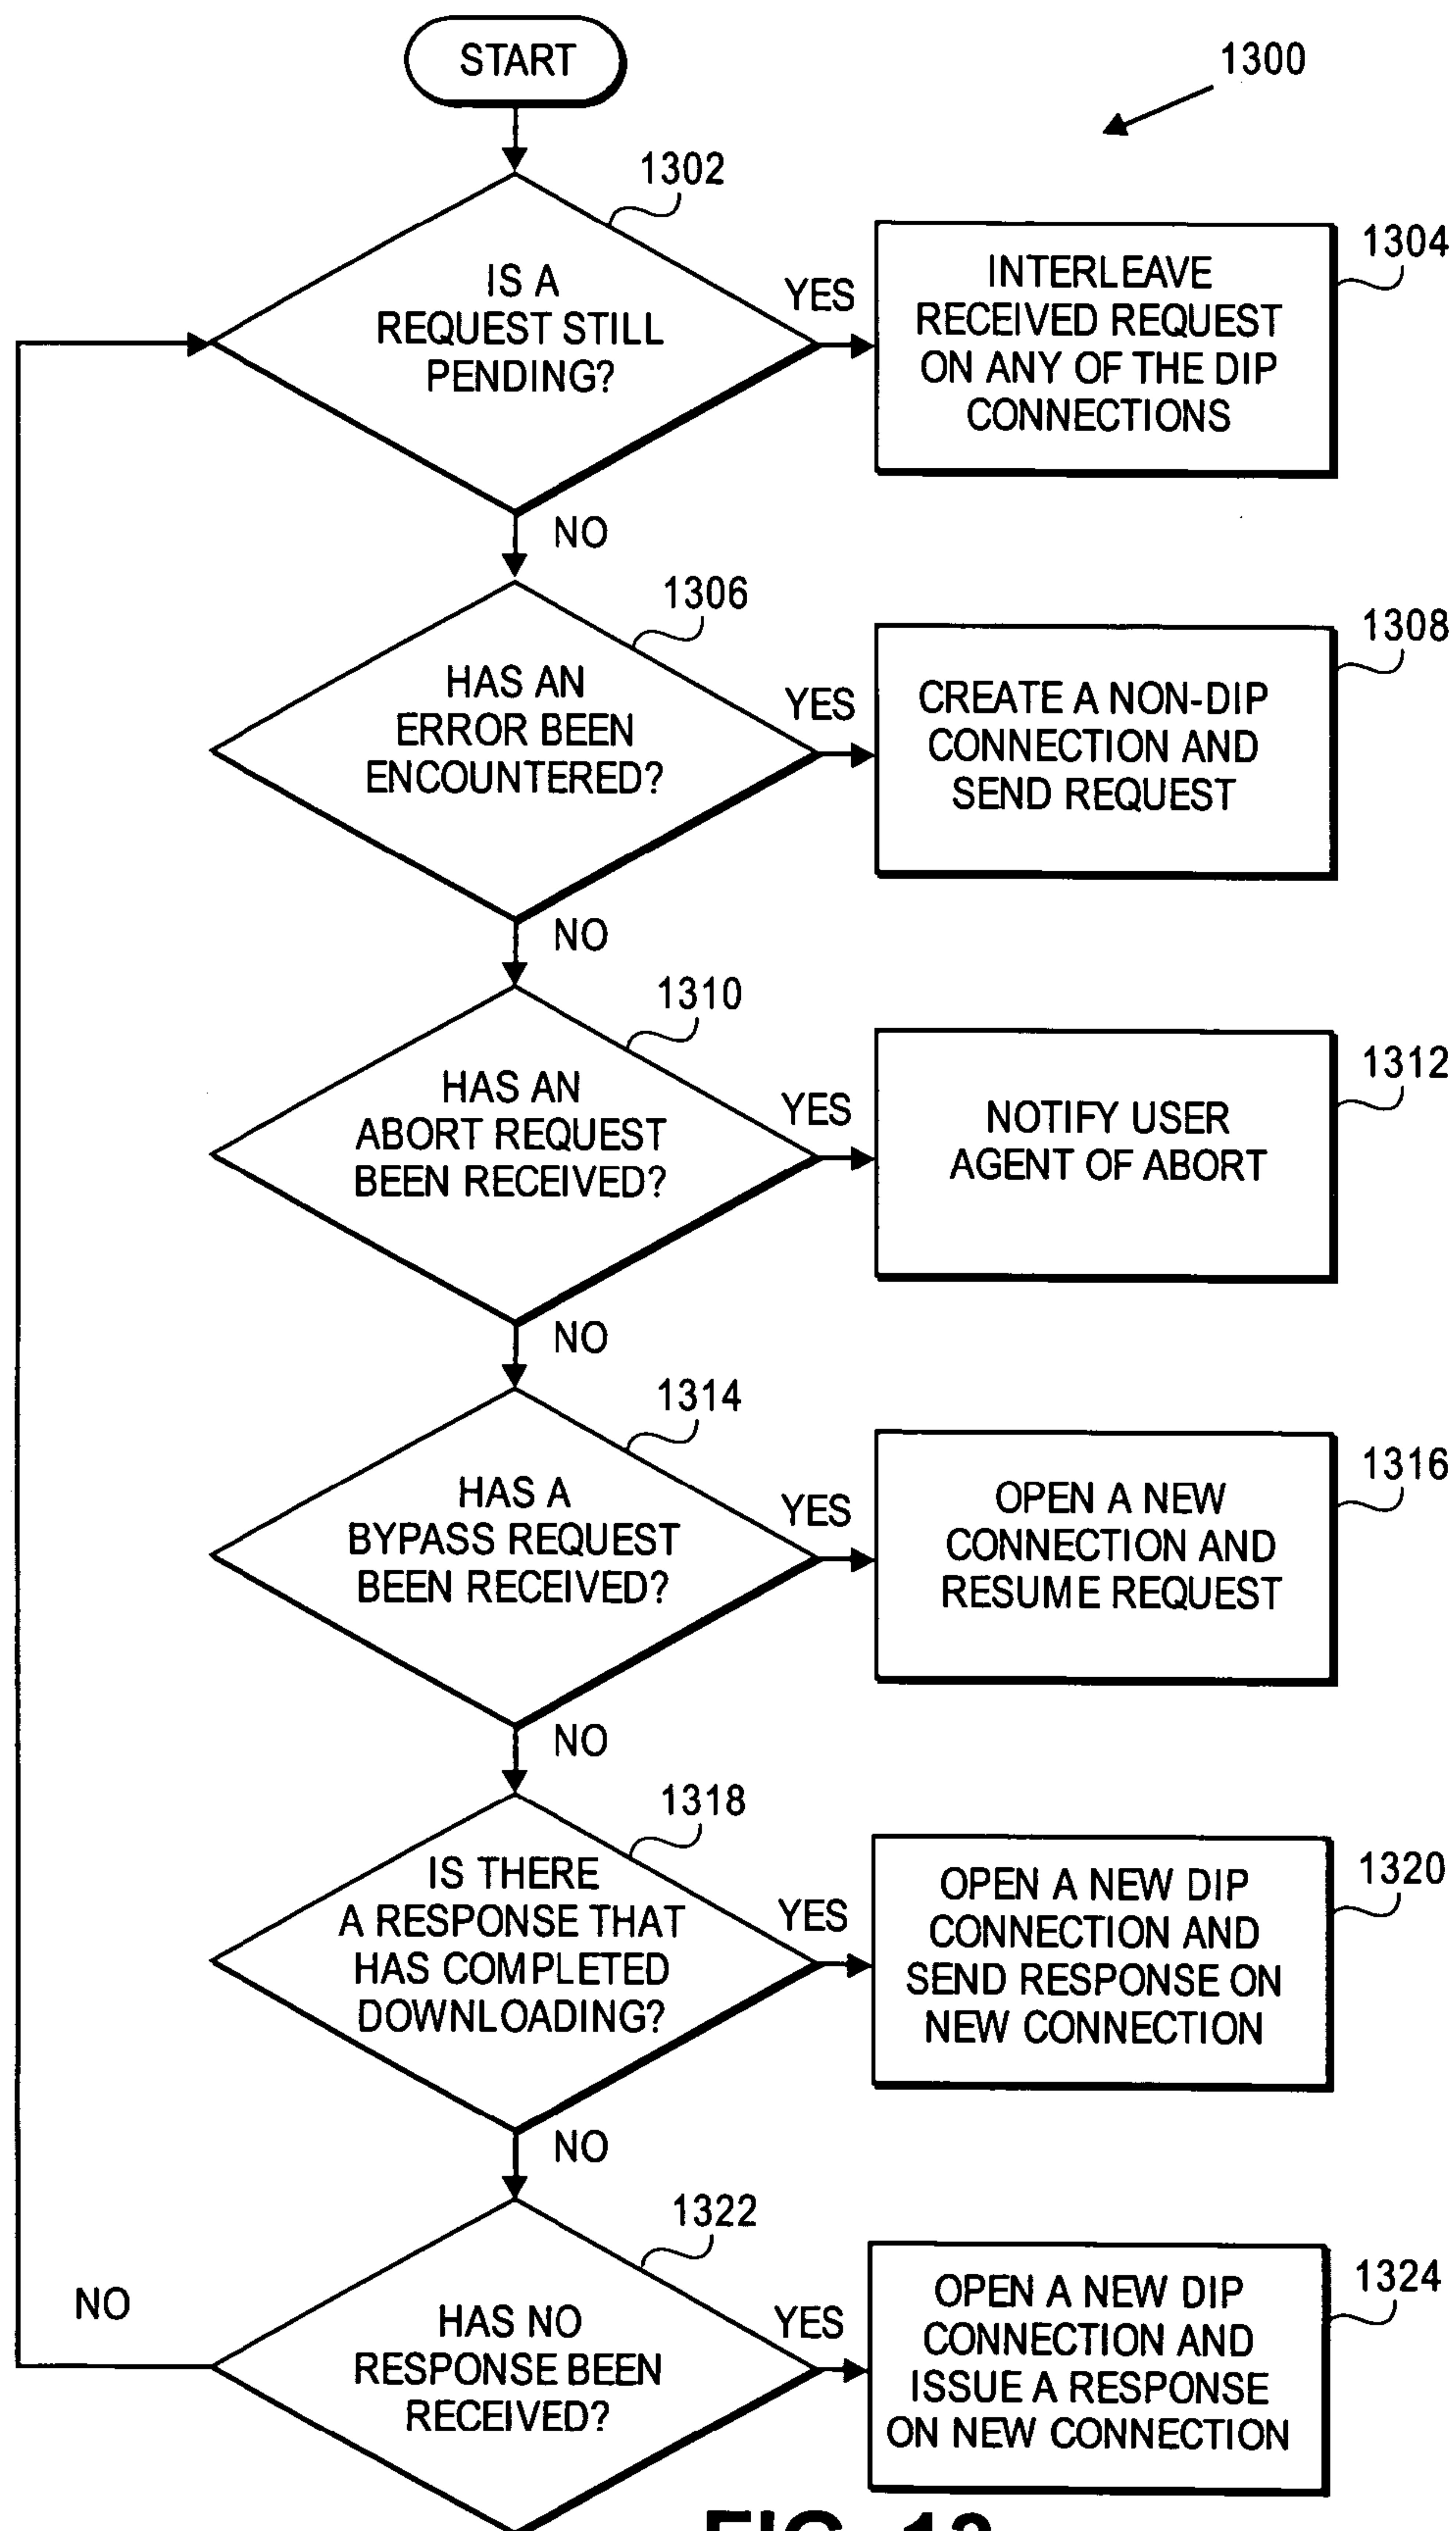 START
1300
1302
IS A
REQUEST STILL
PENDING?
YES
1304
INTERLEAVE
RECEIVED REQUEST
ON ANY OF THE DIP
CONNECTIONS
NO
1306
HAS AN
ERROR BEEN
ENCOUNTERED?
YES
1308
CREATE A NON-DIP
CONNECTION AND
SEND REQUEST
NO
1310
HAS AN
ABORT REQUEST
BEEN RECEIVED?
YES
1312
NOTIFY USER
AGENT OF ABORT
NO
1314
HAS A
BYPASS REQUEST
BEEN RECEIVED?
YES
1316
OPEN A NEW
CONNECTION AND
RESUME REQUEST
NO
1318
IS THERE
A RESPONSE THAT
HAS COMPLETED
DOWNLOADING?
YES
1320
OPEN A NEW DIP
CONNECTION AND
SEND RESPONSE ON
NEW CONNECTION
NO
1322
HAS NO
RESPONSE BEEN
RECEIVED?
NO
YES
1324
OPEN A NEW DIP
CONNECTION AND
ISSUE A RESPONSE
ON NEW CONNECTION